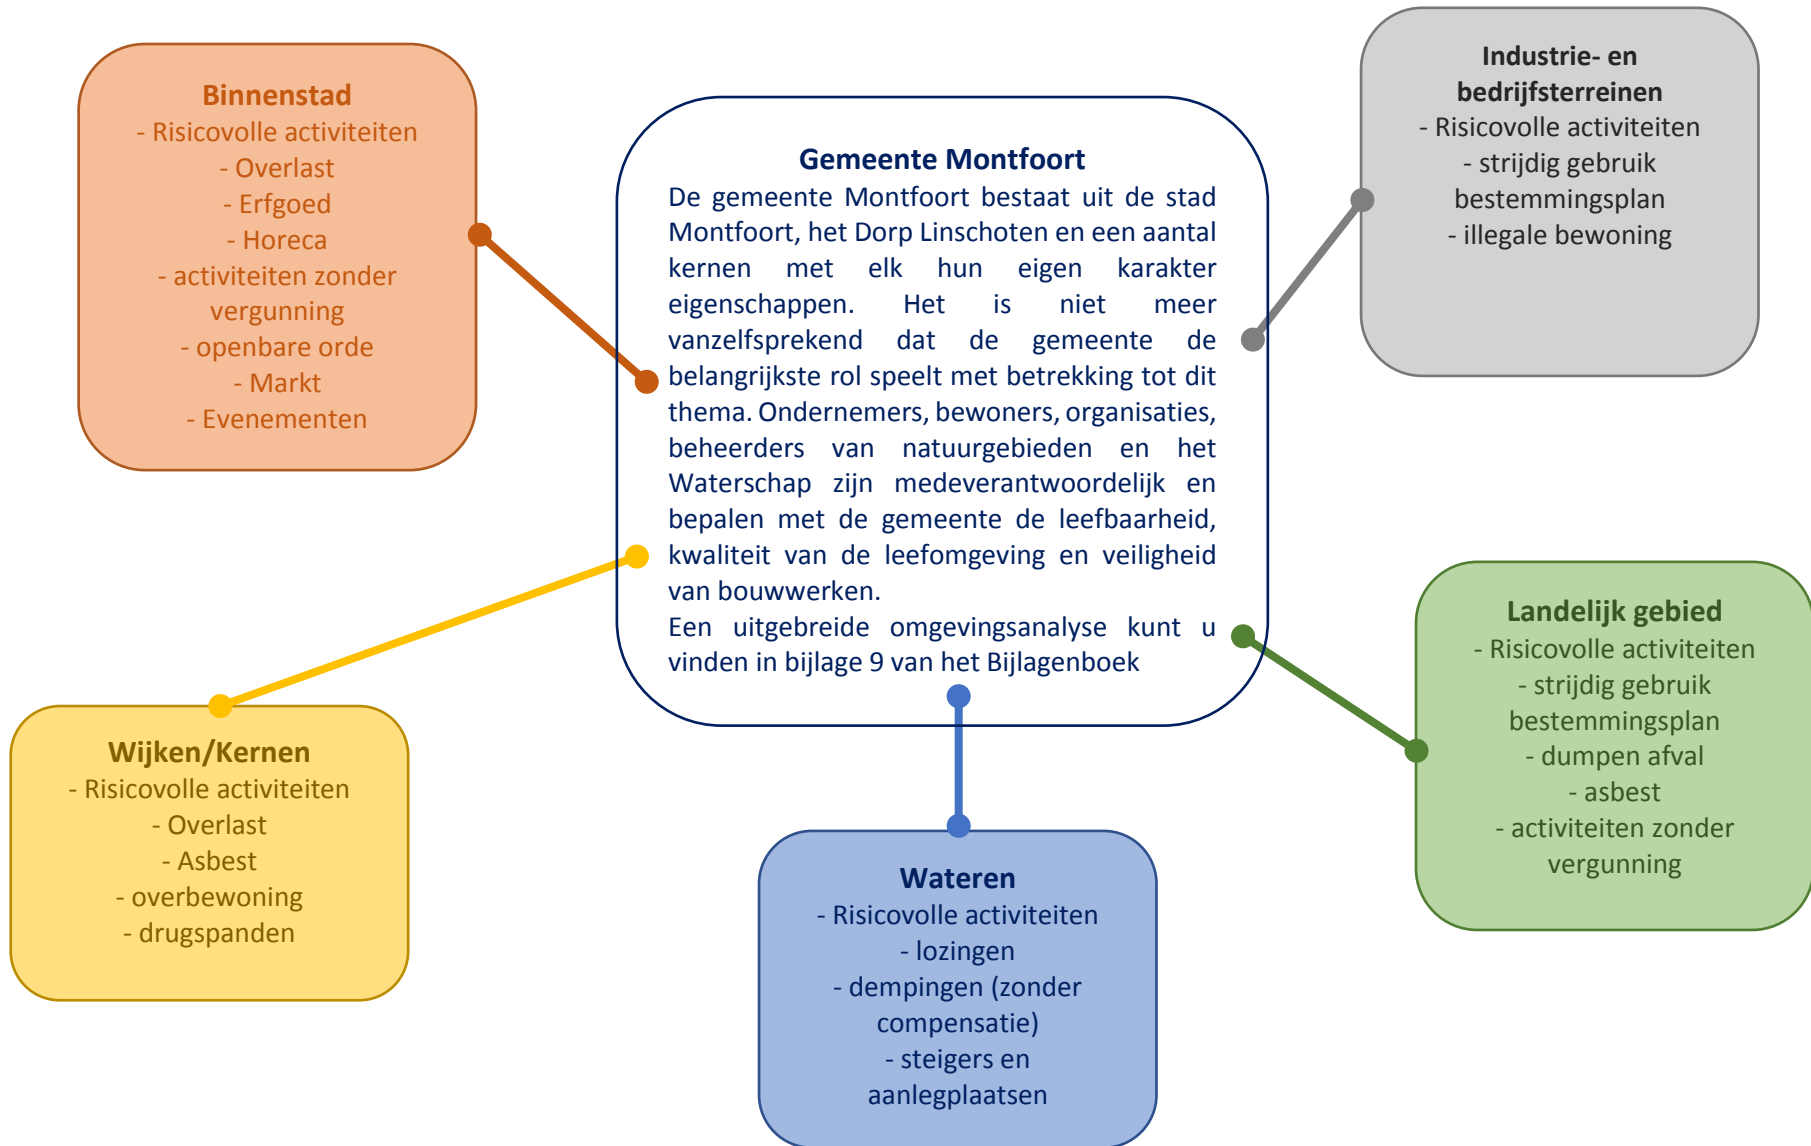 Binnenstad
- Risicovolle activiteiten
- Overlast
- Erfgoed
- Horeca
- activiteiten zonder
vergunning
- openbare orde
- Markt
- Evenementen
Gemeente Montfoort
De gemeente Montfoort bestaat uit de stad
Montfoort, het Dorp Linschoten en een aantal
kernen met elk hun eigen karakter
eigenschappen. Het is niet meer
vanzelfsprekend dat de gemeente de
belangrijkste rol speelt met betrekking tot dit
thema. Ondernemers, bewoners, organisaties,
beheerders van natuurgebieden en het
Waterschap zijn medeverantwoordelijk en
bepalen met de gemeente de leefbaarheid,
kwaliteit van de leefomgeving en veiligheid
van bouwwerken.
Een uitgebreide omgevingsanalyse kunt u
vinden in bijlage 9 van het Bijlagenboek
Industrie- en
bedrijfsterreinen
- Risicovolle activiteiten
- strijdig gebruik
bestemmingsplan
- illegale bewoning
Wijken/Kernen
- Risicovolle activiteiten
- Overlast
- Asbest
- overbewoning
- drugspanden
Wateren
- Risicovolle activiteiten
- lozingen
- dempingen (zonder
compensatie)
- steigers en
aanlegplaatsen
Landelijk gebied
- Risicovolle activiteiten
- strijdig gebruik
bestemmingsplan
- dumpen afval
- asbest
- activiteiten zonder
vergunning